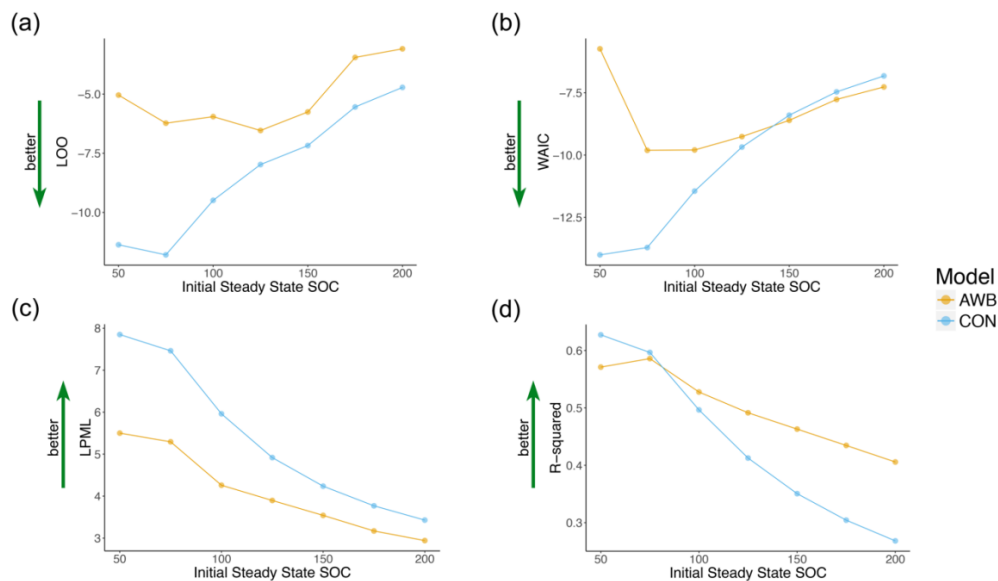 (a)
better
LOO
−5.0
−7.5
−10.0
50
100
150
200
Initial Steady State SOC
(b)
better
WAIC
−7.5
−10.0
−12.5
50
100
150
200
Initial Steady State SOC
Model
AWB
CON
(c)
better
LPML
8
7
6
5
4
3
50
100
150
200
Initial Steady State SOC
(d)
better
R−squared
0.6
0.5
0.4
0.3
50
100
150
200
Initial Steady State SOC